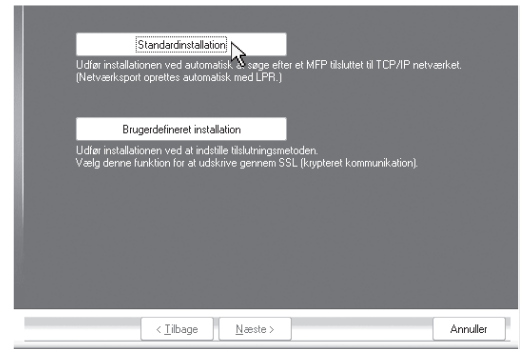 Standardinstallation
Udfør installationen ved automatisk at søge efter et MFP tilsluttet til TCP/IP netværket.
(Netværksport oprettes automatisk med LPR.)
Brugerdefineret installation
Udfør installationen ved at indstille tilslutningsmetoden.
Vælg denne funktion for at udskrive gennem SSL (krypteret kommunikation).
< Tilbage Næste > Annuller